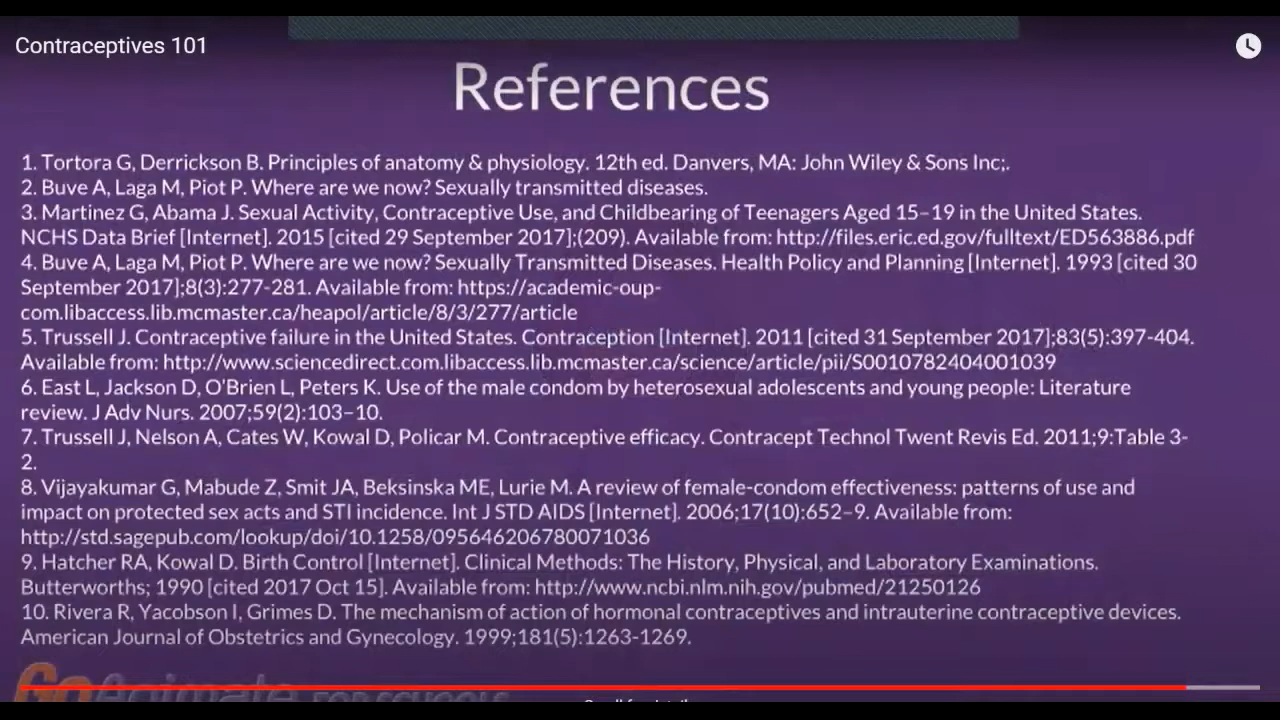 Contraceptives 101
References
1. Tortora G, Derrickson B. Principles of anatomy & physiology. 12th ed. Danvers, MA: John Wiley & Sons Inc;.
2. Buve A, Laga M, Piot P. Where are we now? Sexually transmitted diseases.
3. Martinez G, Abama J. Sexual Activity, Contraceptive Use, and Childbearing of Teenagers Aged 15–19 in the United States.
NCHS Data Brief [Internet]. 2015 [cited 29 September 2017];(209). Available from: http://files.eric.ed.gov/fulltext/ED563886.pdf
4. Buve A, Laga M, Piot P. Where are we now? Sexually Transmitted Diseases. Health Policy and Planning [Internet]. 1993 [cited 30
September 2017];8(3):277-281. Available from: https://academic-oup-
com.libaccess.lib.mcmaster.ca/heapol/article/8/3/277/article
5. Trussell J. Contraceptive failure in the United States. Contraception [Internet]. 2011 [cited 31 September 2017];83(5):397-404.
Available from: http://www.sciencedirect.com.libaccess.lib.mcmaster.ca/science/article/pii/S0010782404001039
6. East L, Jackson D, O'Brien L, Peters K. Use of the male condom by heterosexual adolescents and young people: Literature
review. J Adv Nurs. 2007;59(2):103–10.
7. Trussell J, Nelson A, Cates W, Kowal D, Policar M. Contraceptive efficacy. Contracept Technol Twent Revis Ed. 2011;9:Table 3-
2.
8. Vijayakumar G, Mabude Z, Smit JA, Beksinska ME, Lurie M. A review of female-condom effectiveness: patterns of use and
impact on protected sex acts and STI incidence. Int J STD AIDS [Internet]. 2006;17(10):652–9. Available from:
http://std.sagepub.com/lookup/doi/10.1258/095646206780071036
9. Hatcher RA, Kowal D. Birth Control [Internet]. Clinical Methods: The History, Physical, and Laboratory Examinations.
Butterworths; 1990 [cited 2017 Oct 15]. Available from: http://www.ncbi.nlm.nih.gov/pubmed/21250126
10. Rivera R, Yacobson I, Grimes D. The mechanism of action of hormonal contraceptives and intrauterine contraceptive devices.
American Journal of Obstetrics and Gynecology. 1999;181(5):1263-1269.
GoAnimate FOR SCHOOLS